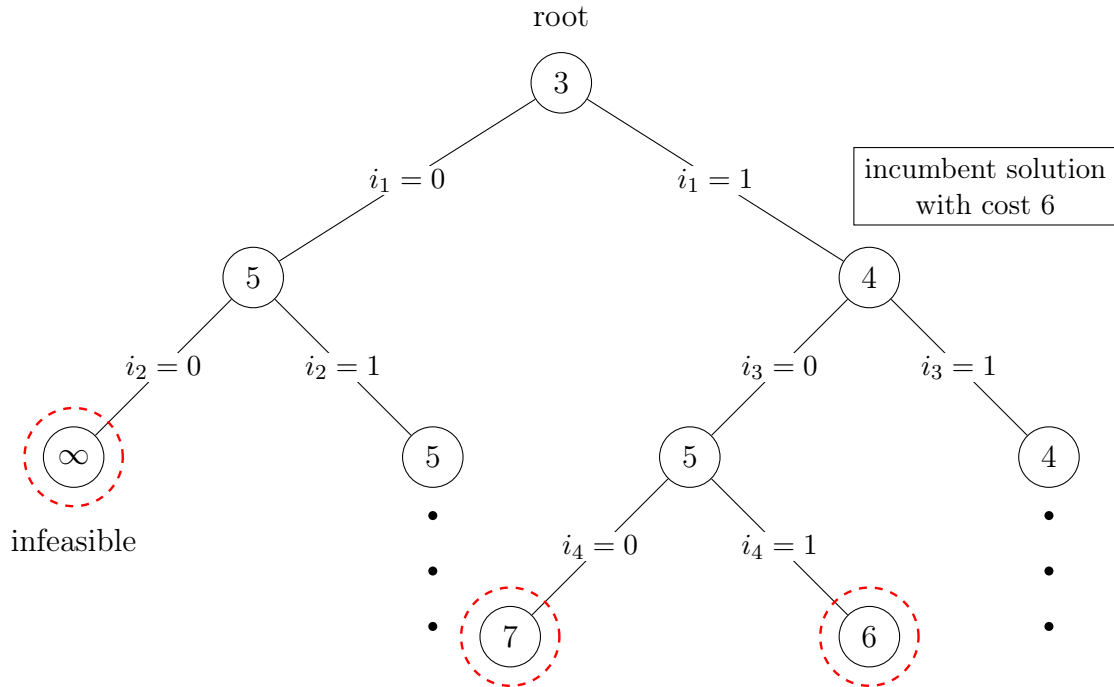 root
3
i₁ = 0
i₁ = 1
incumbent solution
with cost 6
5
4
i₂ = 0
i₂ = 1
i₃ = 0
i₃ = 1
∞
5
5
4
infeasible
i₄ = 0
i₄ = 1
7
6